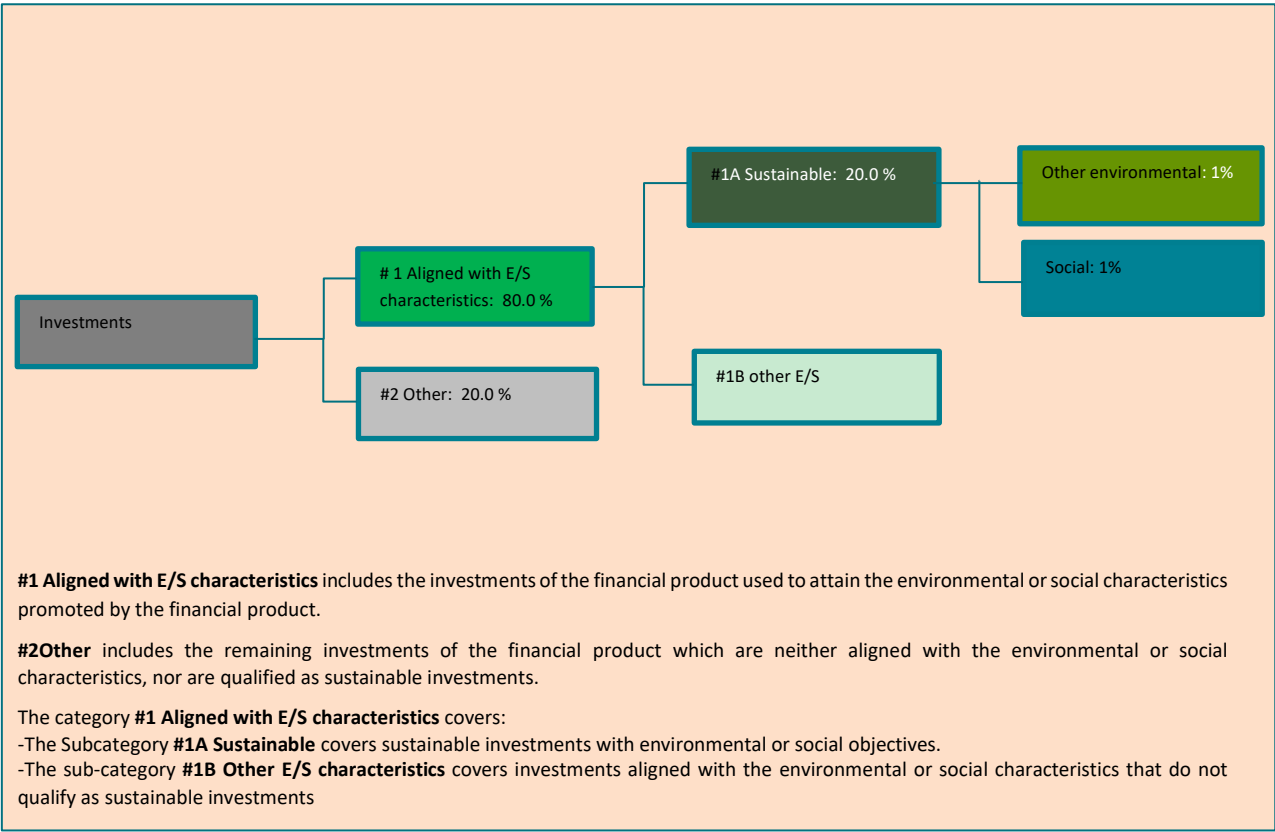 Investments
# 1 Aligned with E/S
characteristics: 80.0 %
#2 Other: 20.0 %
#1A Sustainable: 20.0 %
#1B other E/S
Other environmental: 1%
Social: 1%
#1 Aligned with E/S characteristics includes the investments of the financial product used to attain the environmental or social characteristics
promoted by the financial product.
#2Other includes the remaining investments of the financial product which are neither aligned with the environmental or social
characteristics, nor are qualified as sustainable investments.
The category #1 Aligned with E/S characteristics covers:
-The Subcategory #1A Sustainable covers sustainable investments with environmental or social objectives.
-The sub-category #1B Other E/S characteristics covers investments aligned with the environmental or social characteristics that do not
qualify as sustainable investments